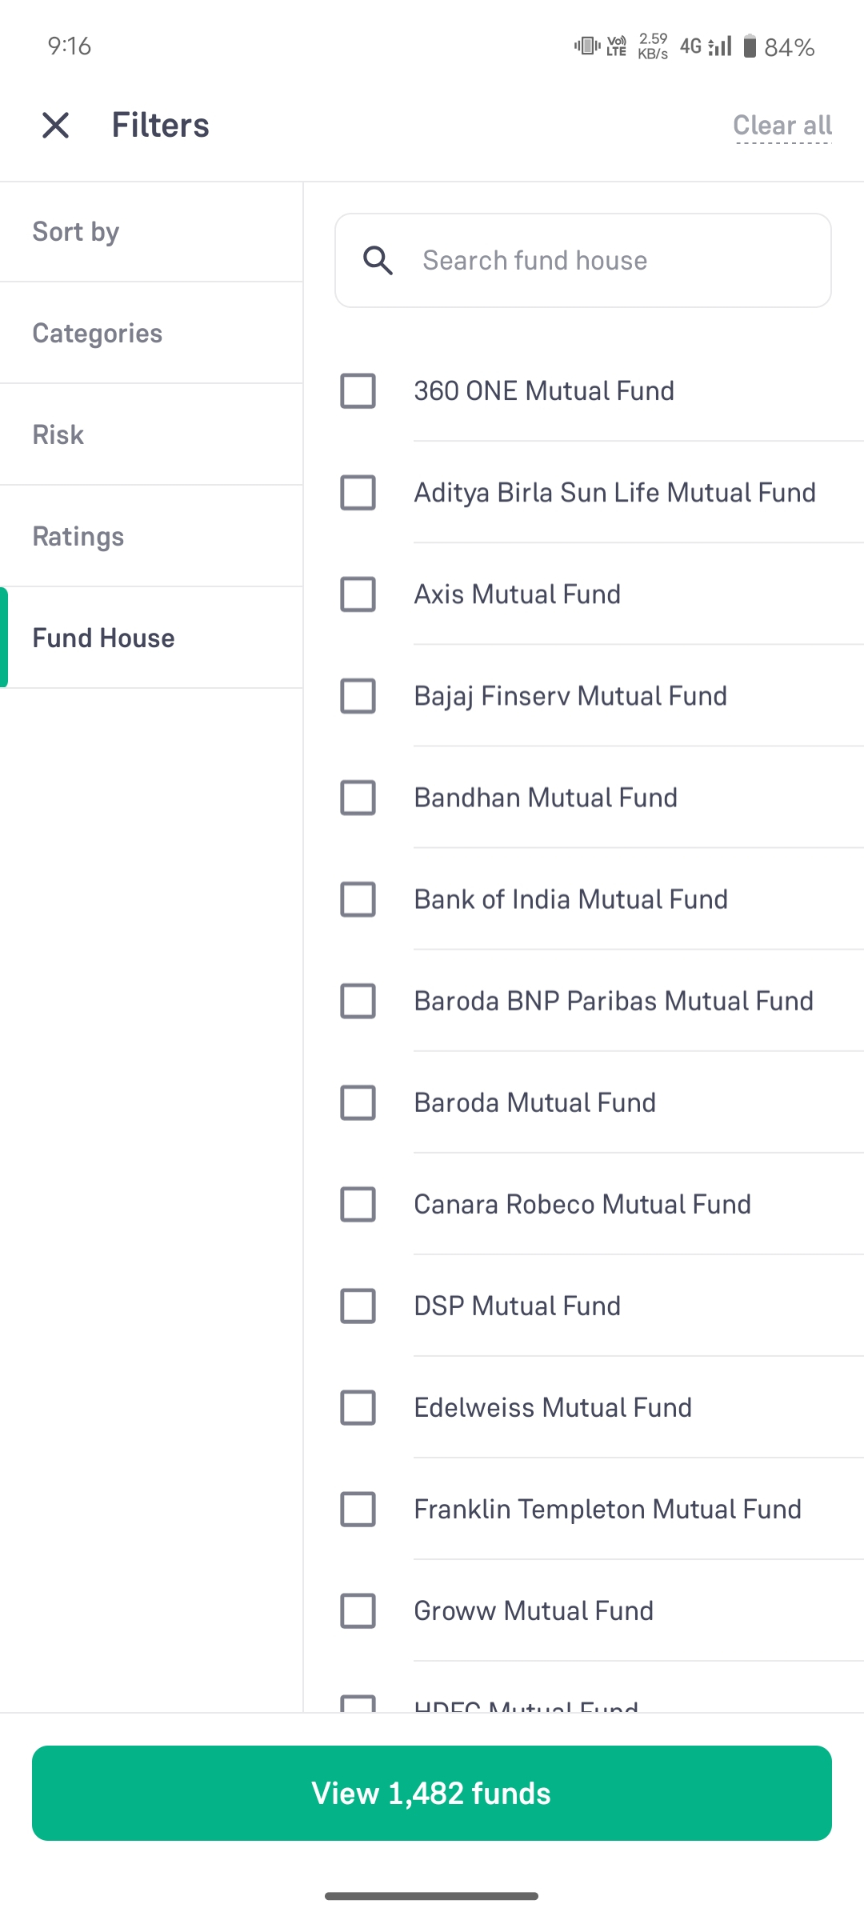 9:16
Vo) LTE 2.59 KB/s 4G 84%
Filters
Clear all
Sort by
Categories
Risk
Ratings
Fund House
Search fund house
360 ONE Mutual Fund
Aditya Birla Sun Life Mutual Fund
Axis Mutual Fund
Bajaj Finserv Mutual Fund
Bandhan Mutual Fund
Bank of India Mutual Fund
Baroda BNP Paribas Mutual Fund
Baroda Mutual Fund
Canara Robeco Mutual Fund
DSP Mutual Fund
Edelweiss Mutual Fund
Franklin Templeton Mutual Fund
Groww Mutual Fund
HDFC Mutual Fund
View 1,482 funds